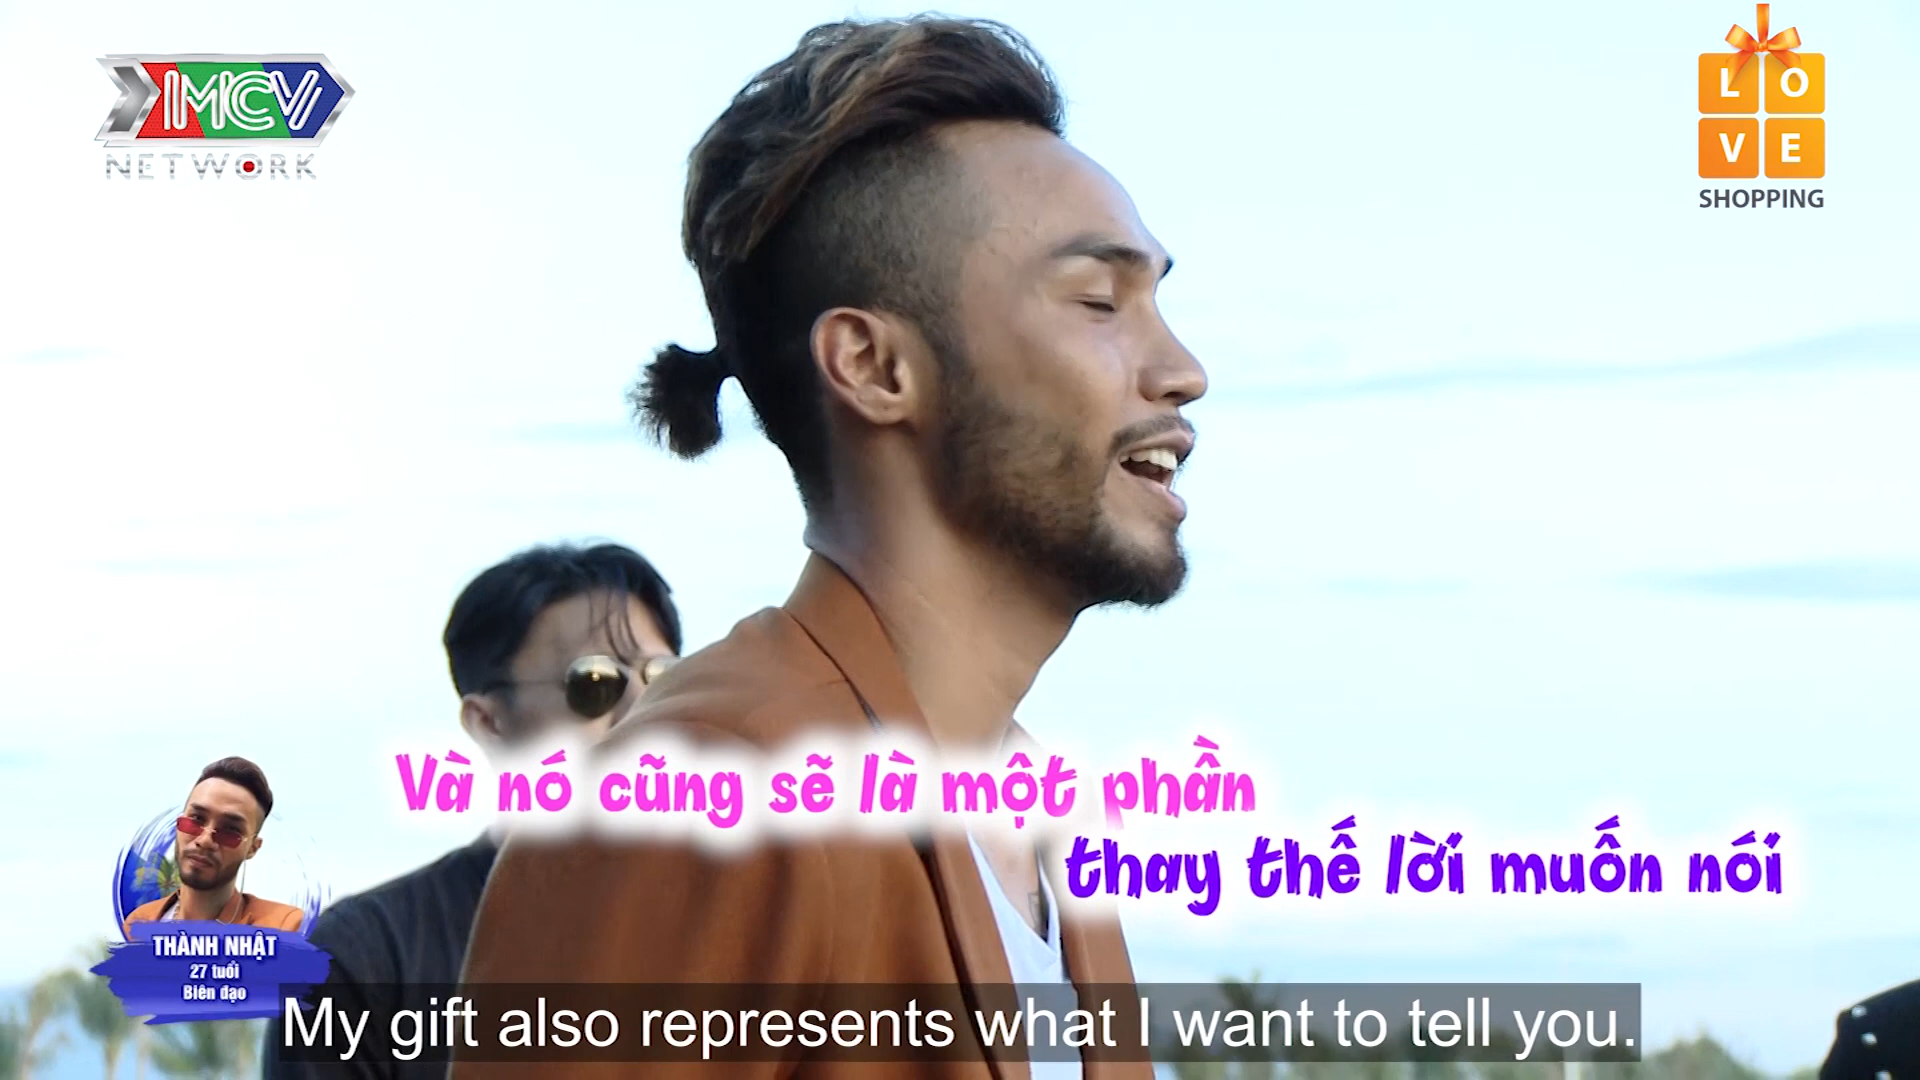 MCV
NETWORK
LOVE
SHOPPING
Và nó cũng sẽ là một phần
thay thế lời muốn nói
THÀNH NHẬT
27 tuổi
Biên đạo
My gift also represents what I want to tell you.